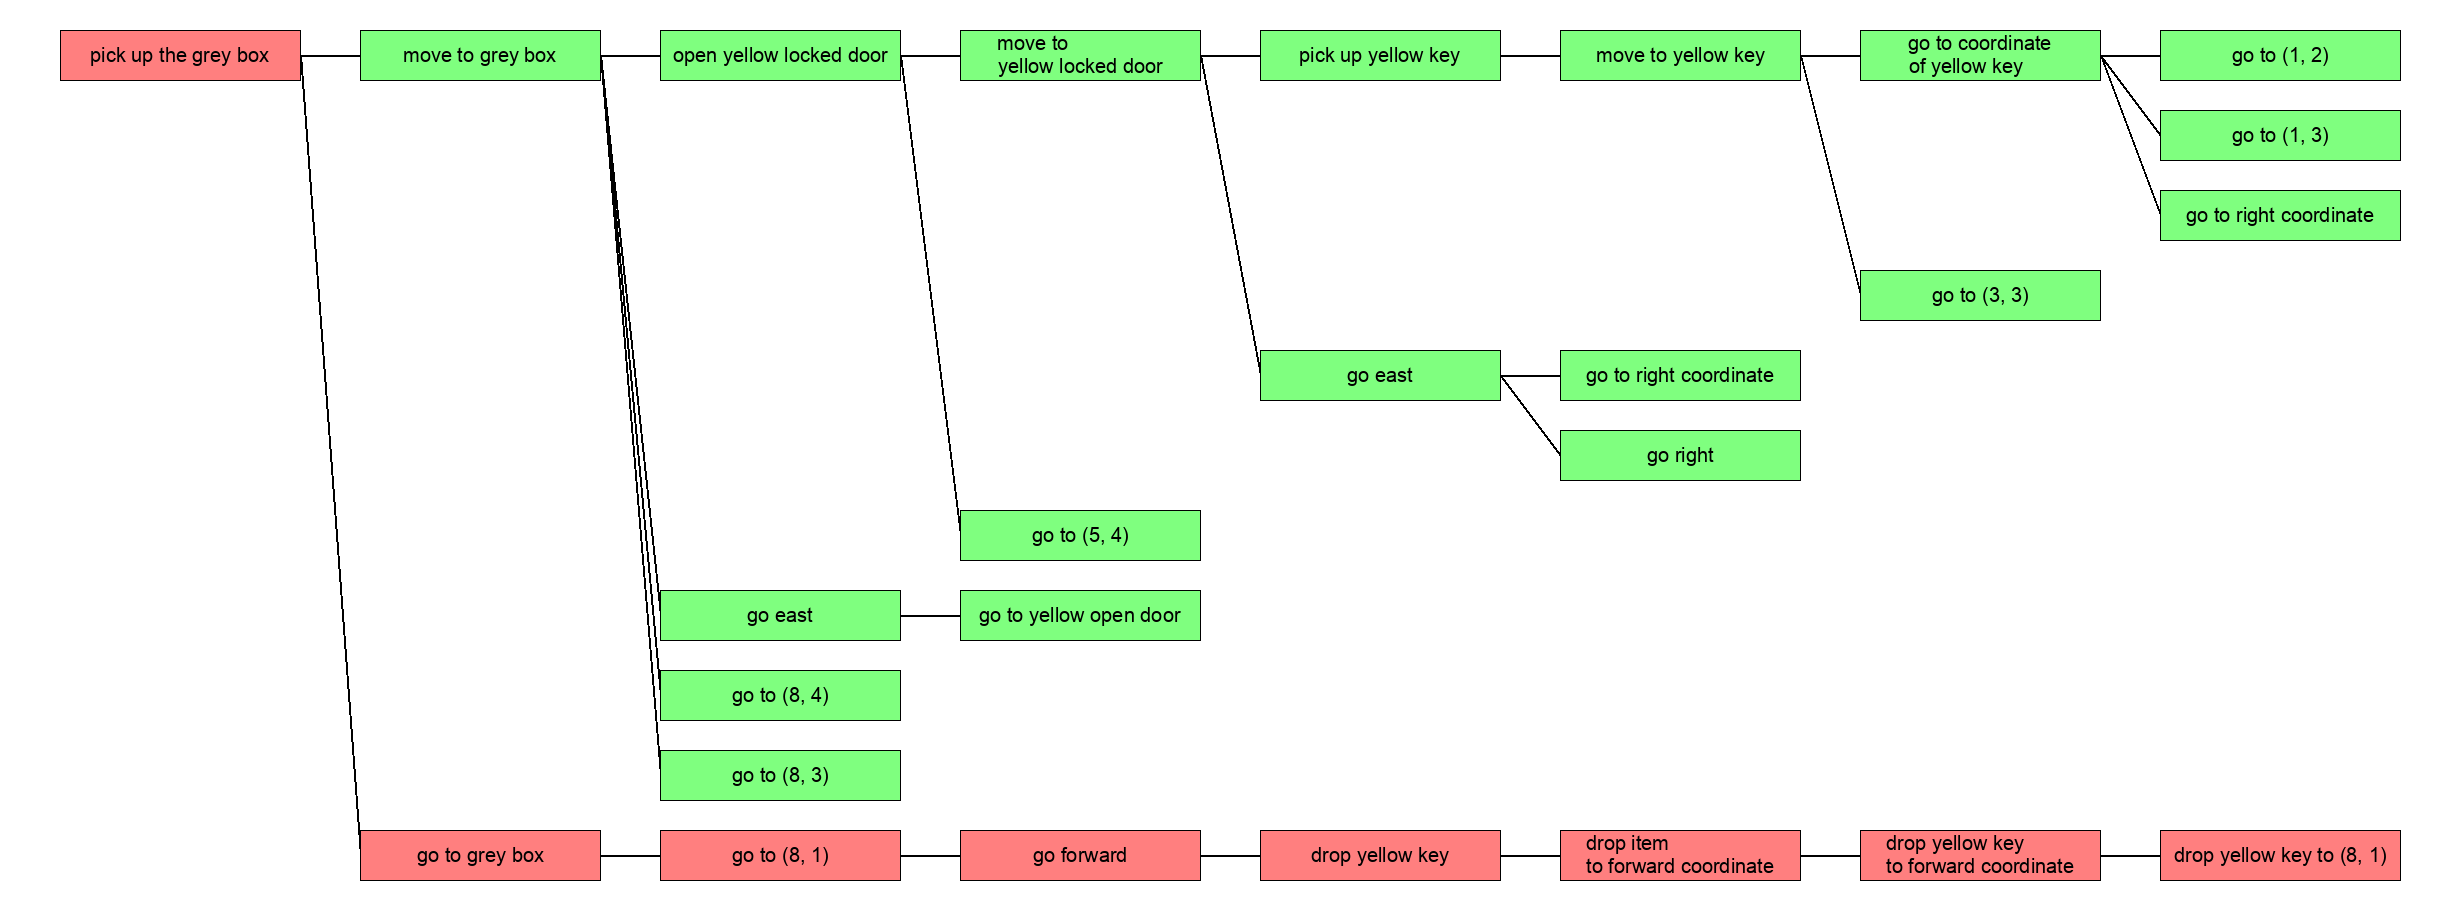 pick up the grey box
move to grey box
open yellow locked door
move to
yellow locked door
pick up yellow key
move to yellow key
go to coordinate
of yellow key
go to (1, 2)
go to (1, 3)
go to right coordinate
go to (3, 3)
go east
go to right coordinate
go right
go to (5, 4)
go east
go to yellow open door
go to (8, 4)
go to (8, 3)
go to grey box
go to (8, 1)
go forward
drop yellow key
drop item
to forward coordinate
drop yellow key
to forward coordinate
drop yellow key to (8, 1)